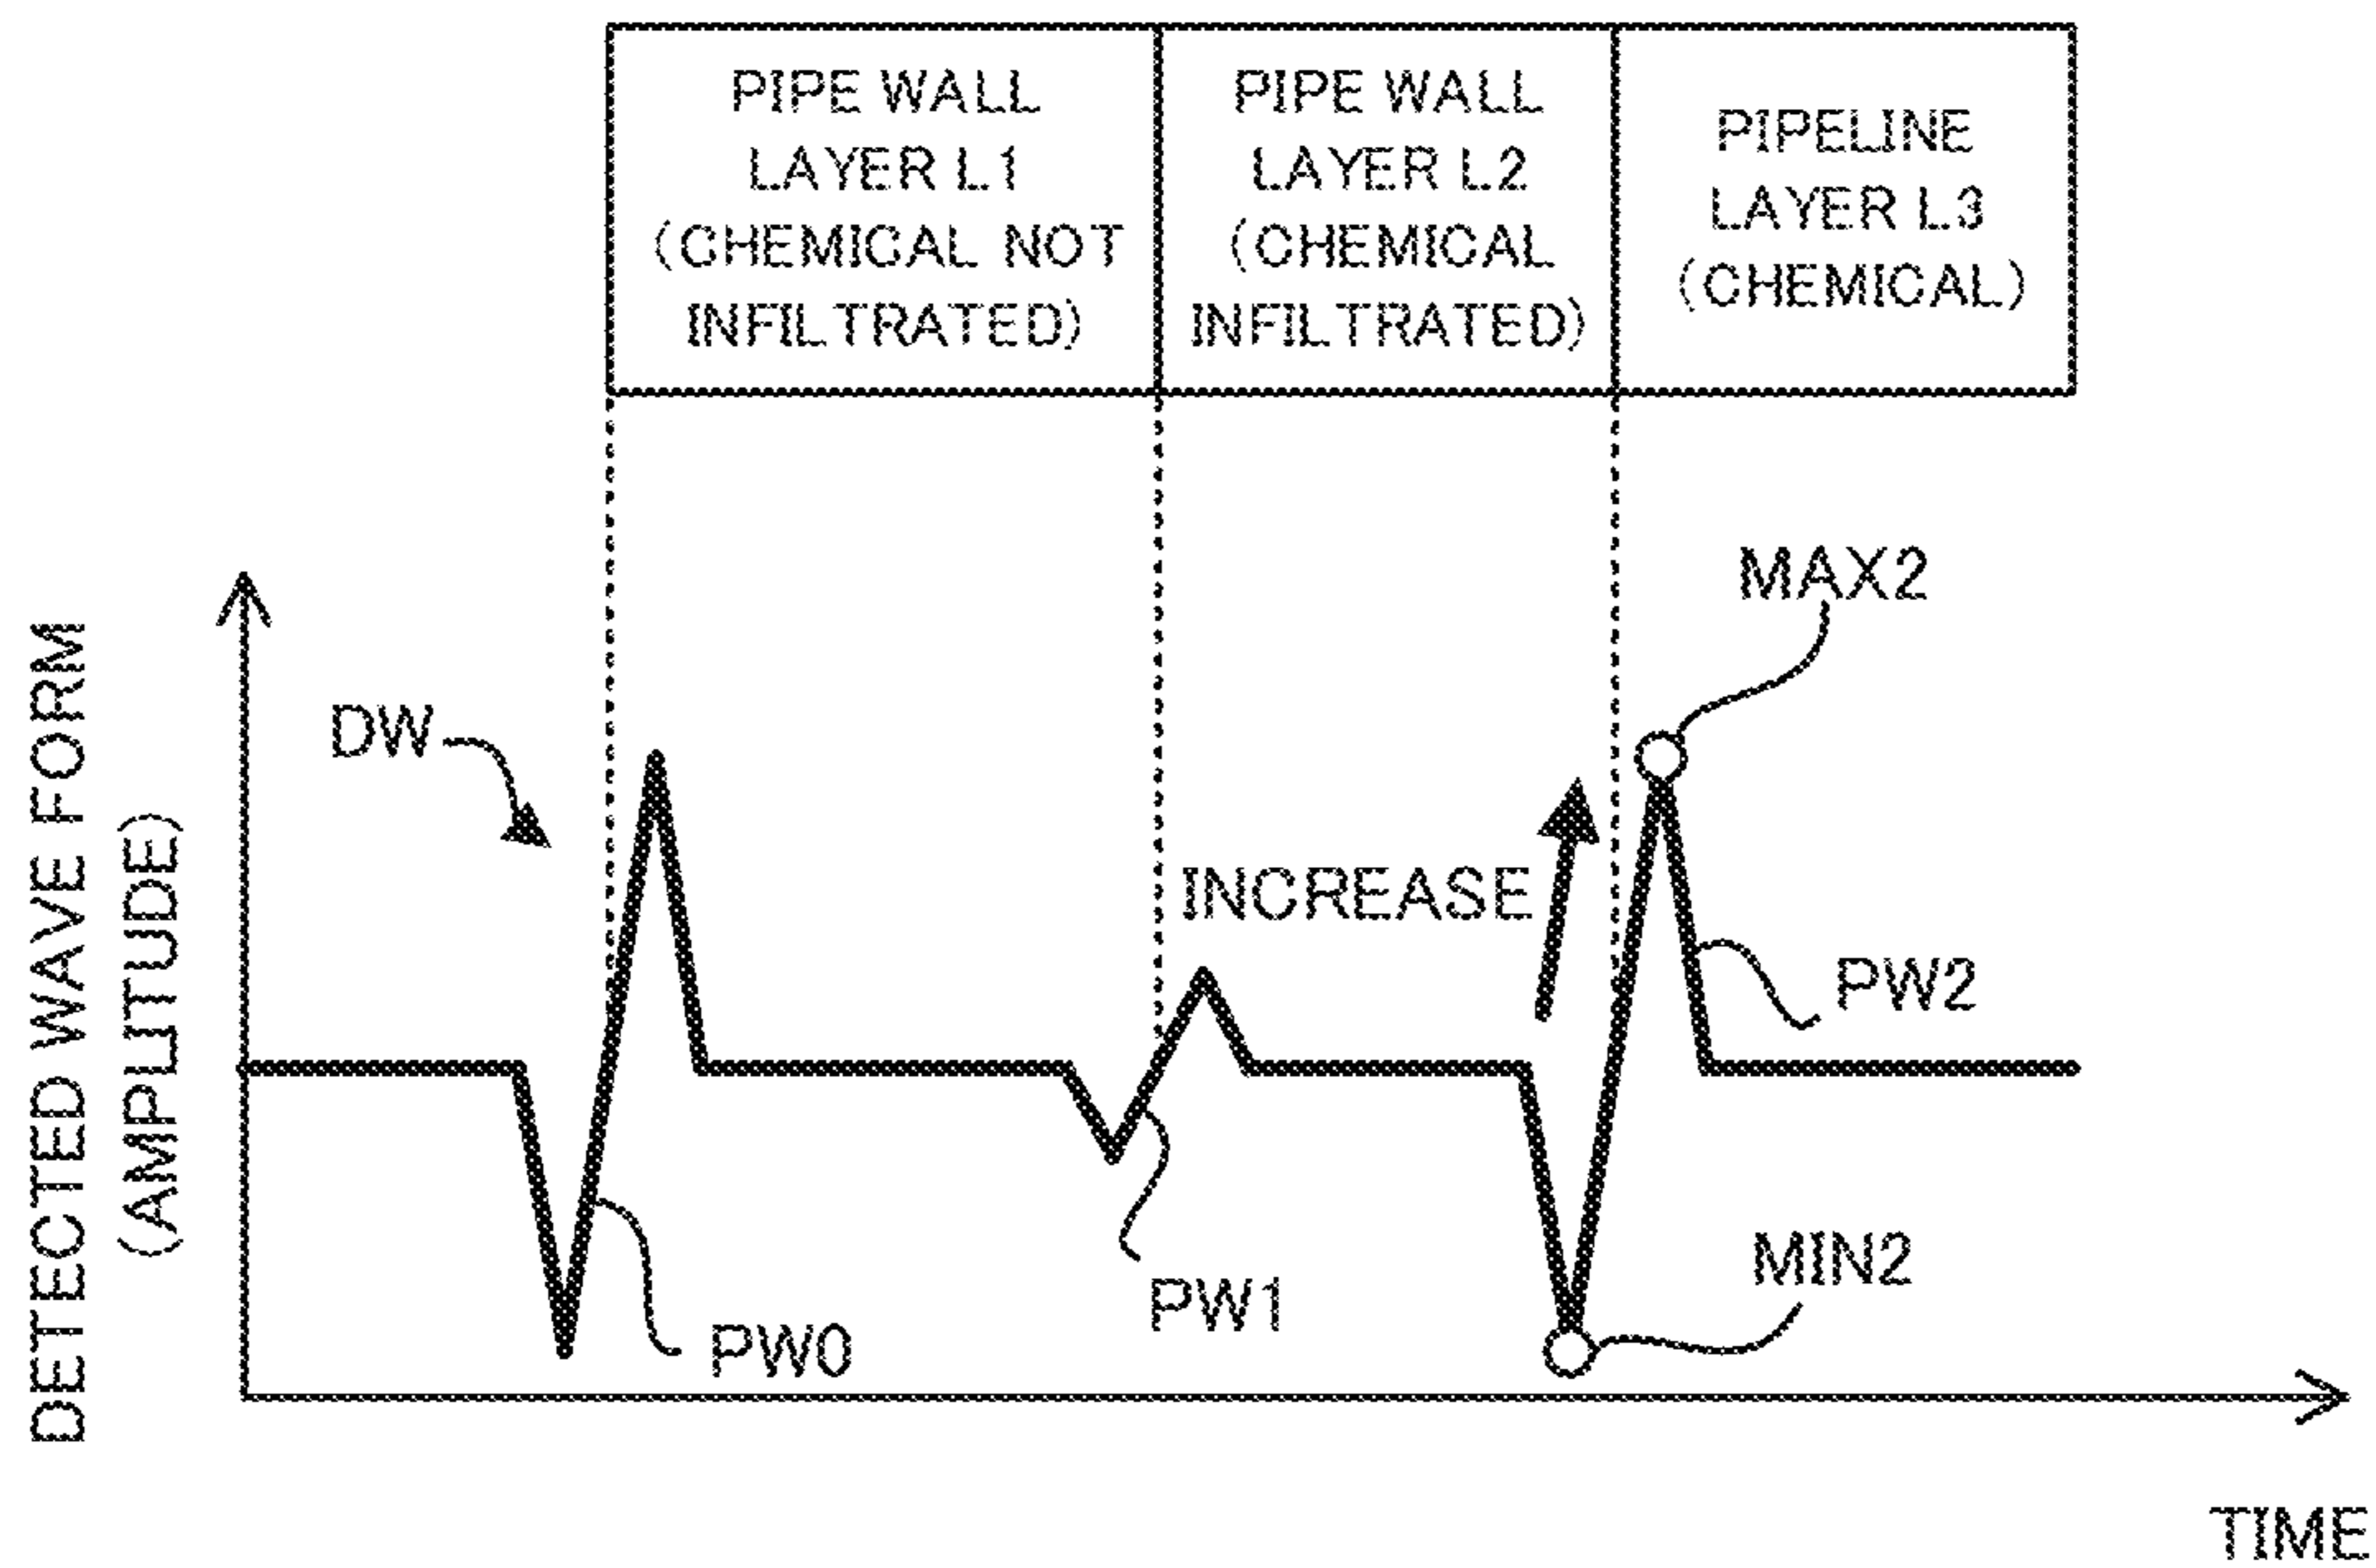 PIPE WALL
LAYER L1
(CHEMICAL NOT
INFILTRATED)
PIPE WALL
LAYER L2
(CHEMICAL
INFILTRATED)
PIPELINE
LAYER L3
(CHEMICAL)
MAX2
DW
INCREASE
PW2
MIN2
PW1
PW0
DETECTED WAVE FORM
(AMPLITUDE)
TIME